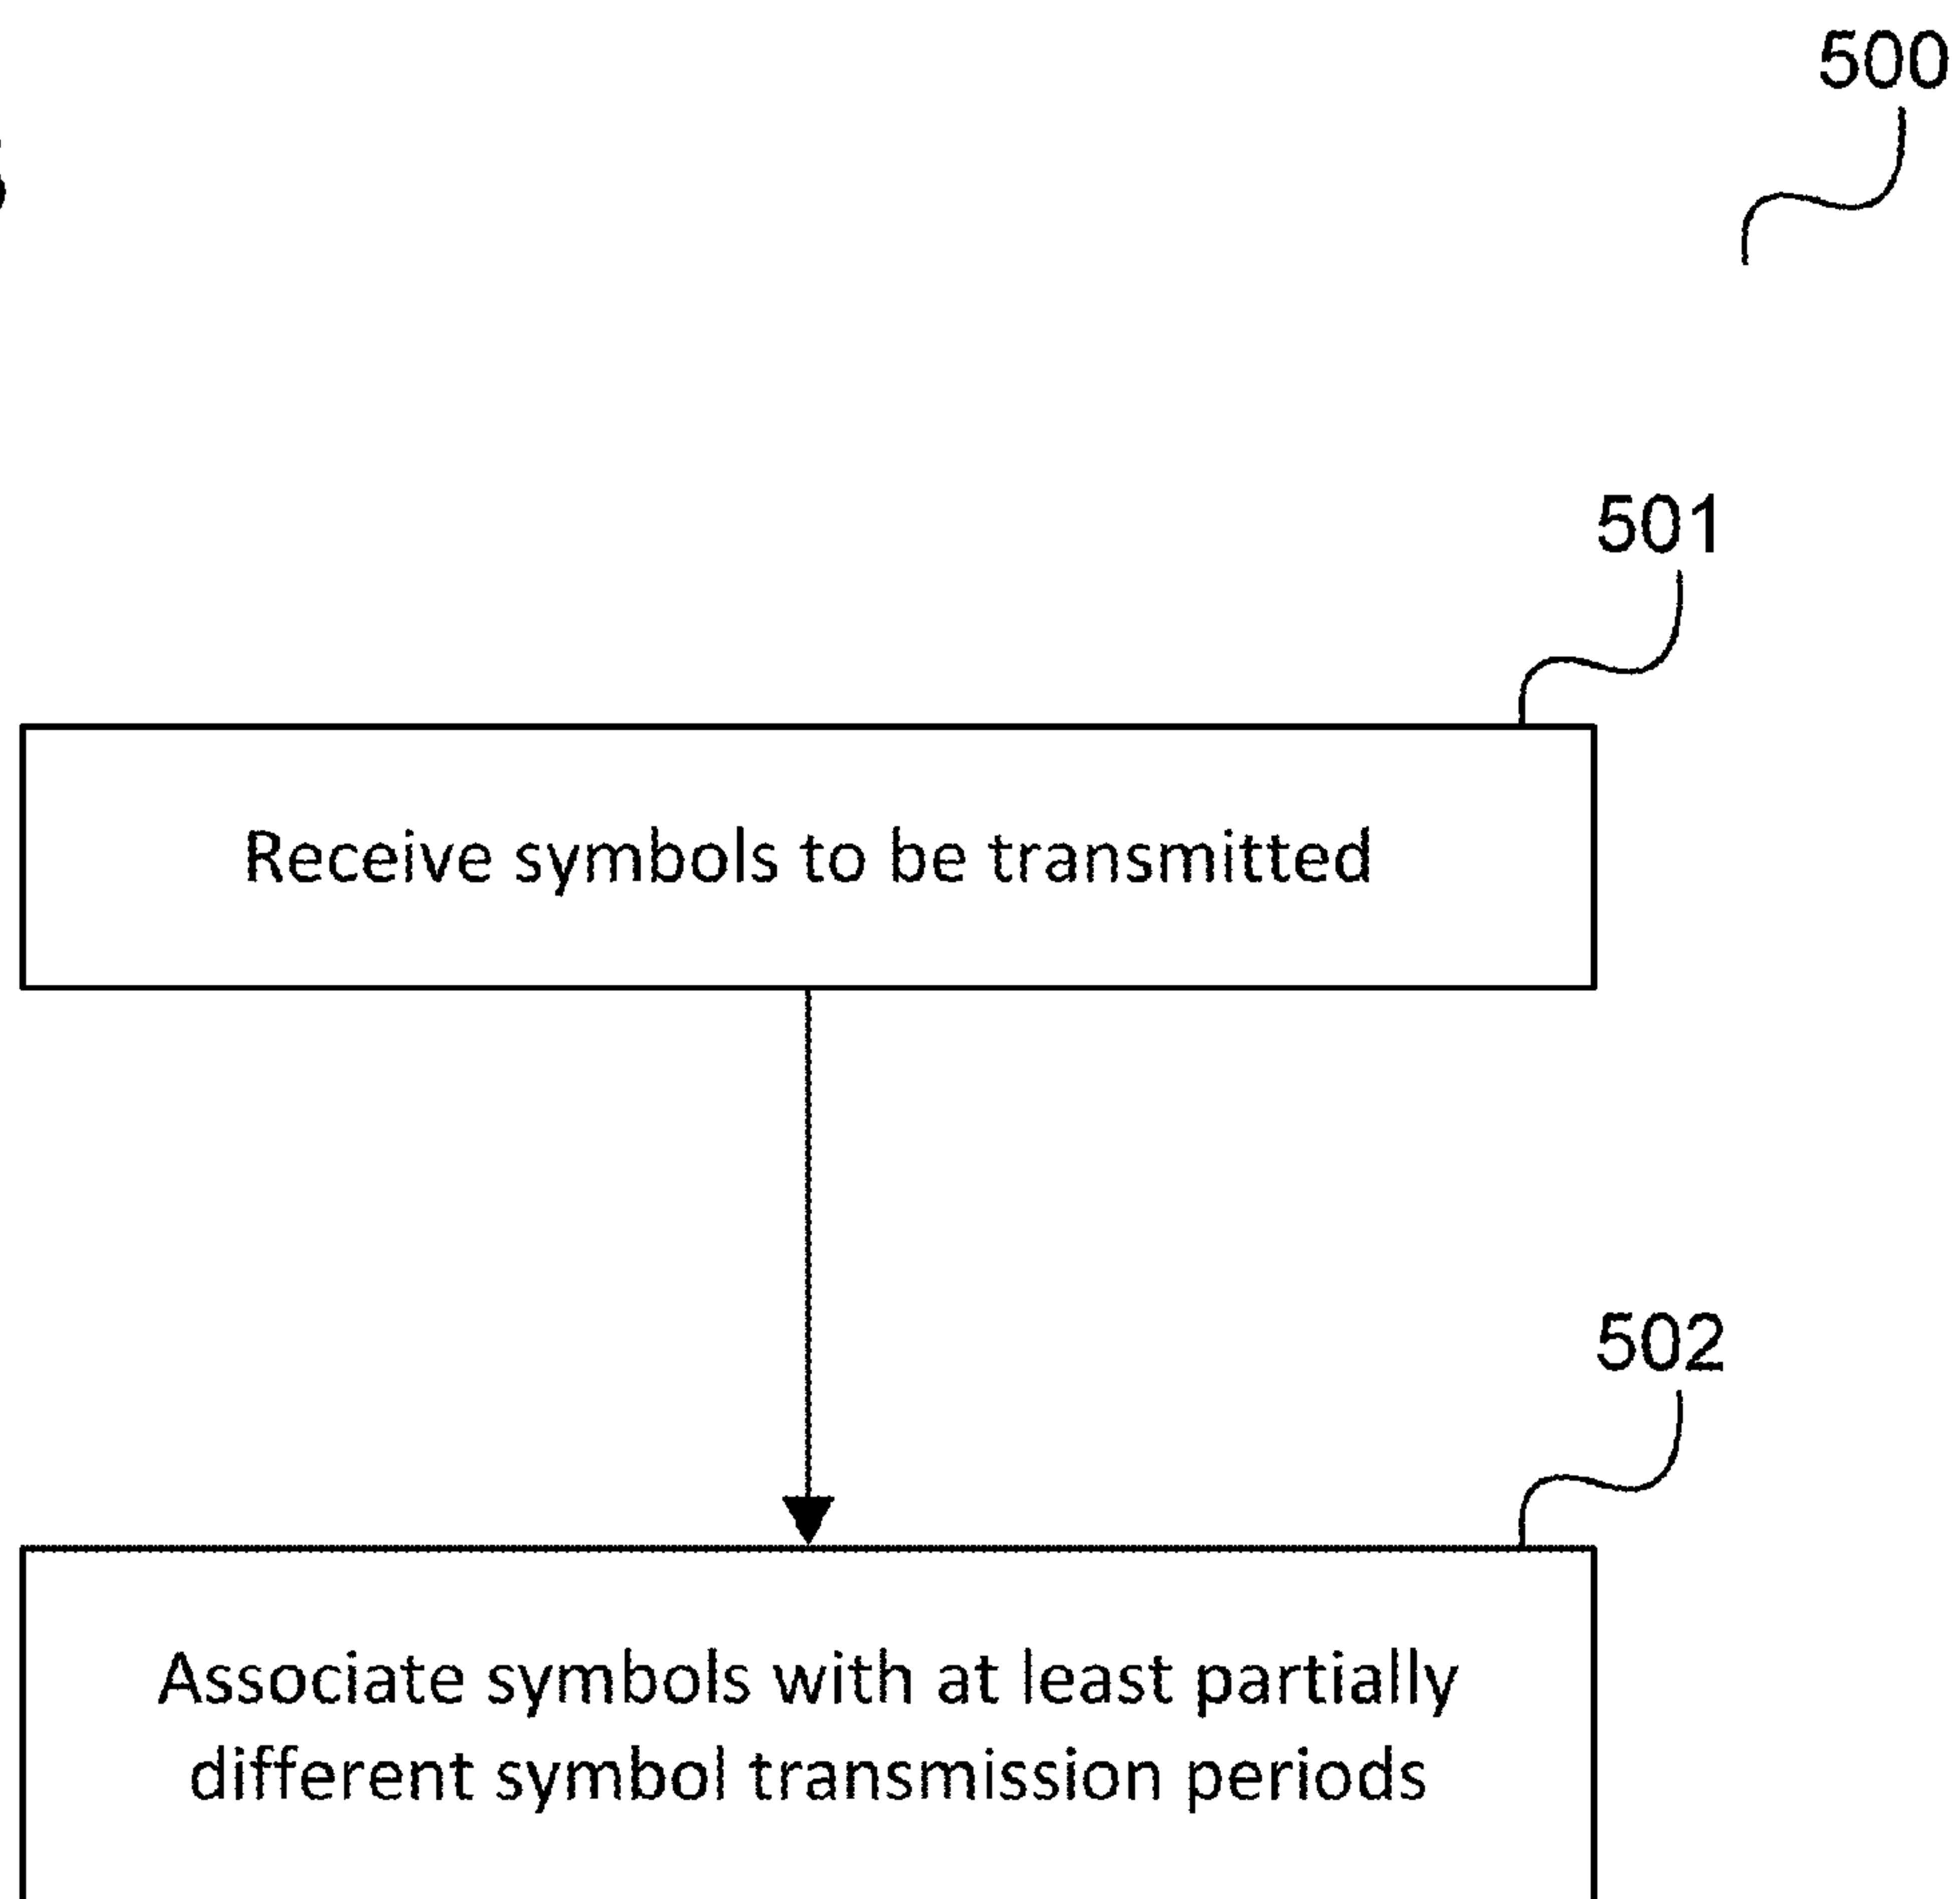 500
501
Receive symbols to be transmitted
502
Associate symbols with at least partially
different symbol transmission periods